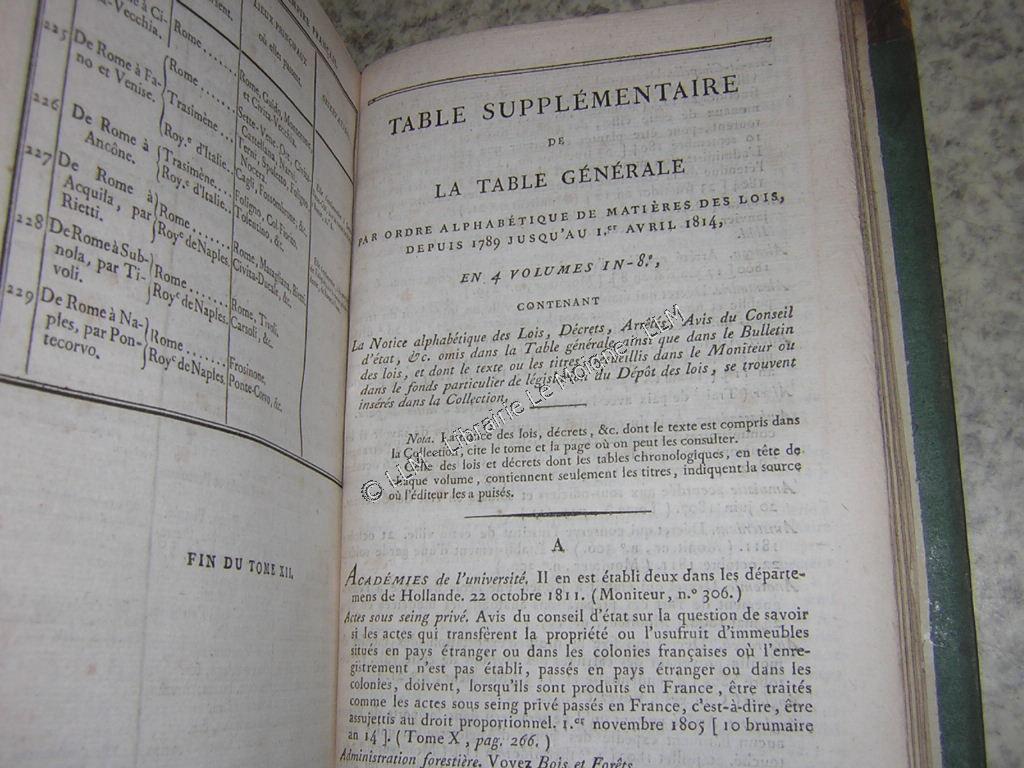 à Ci-
-Vecchia.
Rome
LIEUX PRINCIPAUX
où elles passent.
225
De Rome à Fa-
no et Venise.
Rome
Trasimène
Roy.e d'Italie.
226
De Rome à
Ancône.
Trasimène
Roy.e d'Italie.
Foligno, Col-Fiorito,
Tolentino, &c.
227
De Rome à
Acquila, par
Rietti.
Rome
Roy.e de Naples.
Civita-Ducale, &c.
228
De Rome à Sub-
nola, par Ti-
voli.
Rome
Roy.e de Naples.
Rome, Tivoli,
Carsoli, &c.
229
De Rome à Na-
ples, par Pon-
tecorvo.
Rome
Roy.e de Naples.
Frosinone,
Ponte-Corvo, &c.
FIN DU TOME XII.
TABLE SUPPLÉMENTAIRE
DE
LA TABLE GÉNÉRALE
PAR ORDRE ALPHABÉTIQUE DE MATIÈRES DES LOIS,
DEPUIS 1789 JUSQU'AU 1.er AVRIL 1814,
EN 4 VOLUMES IN-8.º,
CONTENANT
La Notice alphabétique des Lois, Décrets, Arrêtés, Avis du Conseil
d'état, &c. omis dans la Table générale, ainsi que dans le Bulletin
des lois, et dont le texte ou les titres, recueillis dans le Moniteur ou
dans le fonds particulier de législation du Dépôt des lois, se trouvent
insérés dans la Collection.
Nota. La notice des lois, décrets, &c. dont le texte est compris dans
la Collection, cite le tome et la page où on peut les consulter.
Celle des lois et décrets dont les tables chronologiques, en tête de
chaque volume, contiennent seulement les titres, indiquent la source
où l'éditeur les a puisés.
A
ACADÉMIES de l'université. Il en est établi deux dans les départe-
mens de Hollande. 22 octobre 1811. (Moniteur, n.º 306.)
Actes sous seing privé. Avis du conseil d'état sur la question de savoir
si les actes qui transfèrent la propriété ou l'usufruit d'immeubles
situés en pays étranger ou dans les colonies françaises où l'enre-
gistrement n'est pas établi, passés en pays étranger ou dans les
colonies, doivent, lorsqu'ils sont produits en France, être traités
comme les actes sous seing privé passés en France, c'est-à-dire, être
assujettis au droit proportionnel. 1.er novembre 1805 [ 10 brumaire
an 14 ]. ( Tome X, pag. 266. )
Administration forestière. Voyez Bois et Forêts.
© LLM - Librairie Le Moine - LLM